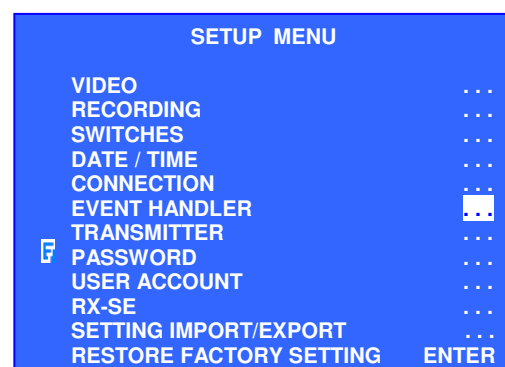 SETUP MENU
VIDEO ...
RECORDING ...
SWITCHES ...
DATE / TIME ...
CONNECTION ...
EVENT HANDLER ...
TRANSMITTER ...
F PASSWORD ...
USER ACCOUNT ...
RX-SE ...
SETTING IMPORT/EXPORT ...
RESTORE FACTORY SETTING ENTER